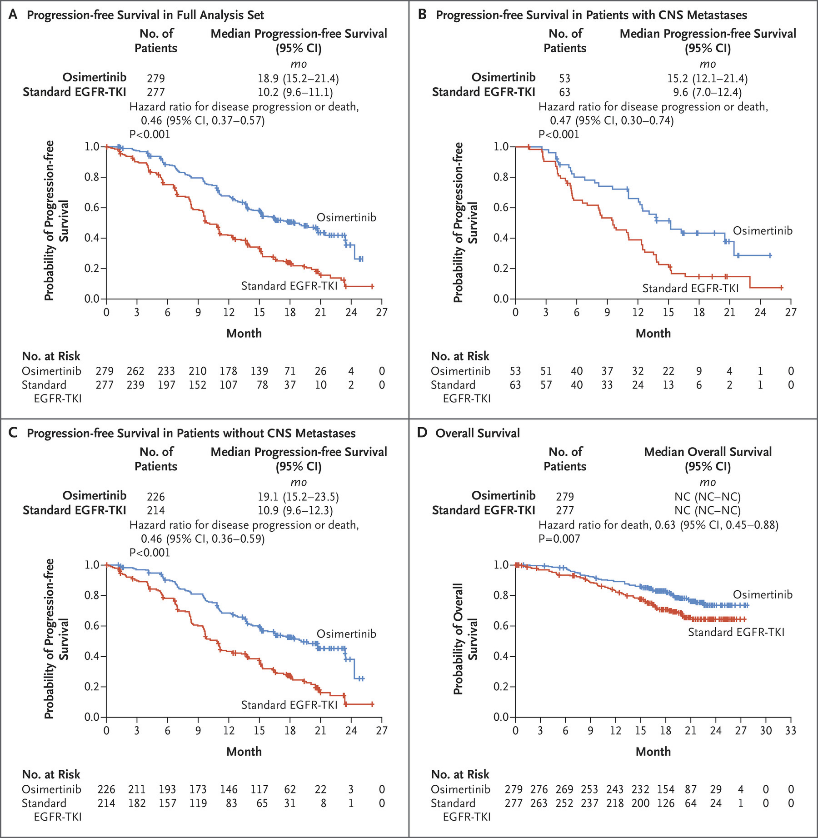 A Progression-free Survival in Full Analysis Set
No. of Patients Median Progression-free Survival (95% CI)
mo
Osimertinib 279 18.9 (15.2–21.4)
Standard EGFR-TKI 277 10.2 (9.6–11.1)
Hazard ratio for disease progression or death,
0.46 (95% CI, 0.37–0.57)
P<0.001
Probability of Progression-free Survival
1.0
0.8
0.6
0.4
0.2
0.0
Osimertinib
Standard EGFR-TKI
0 3 6 9 12 15 18 21 24 27
Month
No. at Risk
Osimertinib 279 262 233 210 178 139 71 26 4 0
Standard EGFR-TKI 277 239 197 152 107 78 37 10 2 0
B Progression-free Survival in Patients with CNS Metastases
No. of Patients Median Progression-free Survival (95% CI)
mo
Osimertinib 53 15.2 (12.1–21.4)
Standard EGFR-TKI 63 9.6 (7.0–12.4)
Hazard ratio for disease progression or death,
0.47 (95% CI, 0.30–0.74)
P<0.001
Probability of Progression-free Survival
1.0
0.8
0.6
0.4
0.2
0.0
Osimertinib
Standard EGFR-TKI
0 3 6 9 12 15 18 21 24 27
Month
No. at Risk
Osimertinib 53 51 40 37 32 22 9 4 1 0
Standard EGFR-TKI 63 57 40 33 24 13 6 2 1 0
C Progression-free Survival in Patients without CNS Metastases
No. of Patients Median Progression-free Survival (95% CI)
mo
Osimertinib 226 19.1 (15.2–23.5)
Standard EGFR-TKI 214 10.9 (9.6–12.3)
Hazard ratio for disease progression or death,
0.46 (95% CI, 0.36–0.59)
P<0.001
Probability of Progression-free Survival
1.0
0.8
0.6
0.4
0.2
0.0
Osimertinib
Standard EGFR-TKI
0 3 6 9 12 15 18 21 24 27
Month
No. at Risk
Osimertinib 226 211 193 173 146 117 62 22 3 0
Standard EGFR-TKI 214 182 157 119 83 65 31 8 1 0
D Overall Survival
No. of Patients Median Overall Survival (95% CI)
mo
Osimertinib 279 NC (NC–NC)
Standard EGFR-TKI 277 NC (NC–NC)
Hazard ratio for death, 0.63 (95% CI, 0.45–0.88)
P=0.007
Probability of Overall Survival
1.0
0.8
0.6
0.4
0.2
0.0
Osimertinib
Standard EGFR-TKI
0 3 6 9 12 15 18 21 24 27 30 33
Month
No. at Risk
Osimertinib 279 276 269 253 243 232 154 87 29 4 0 0
Standard EGFR-TKI 277 263 252 237 218 200 126 64 24 1 0 0